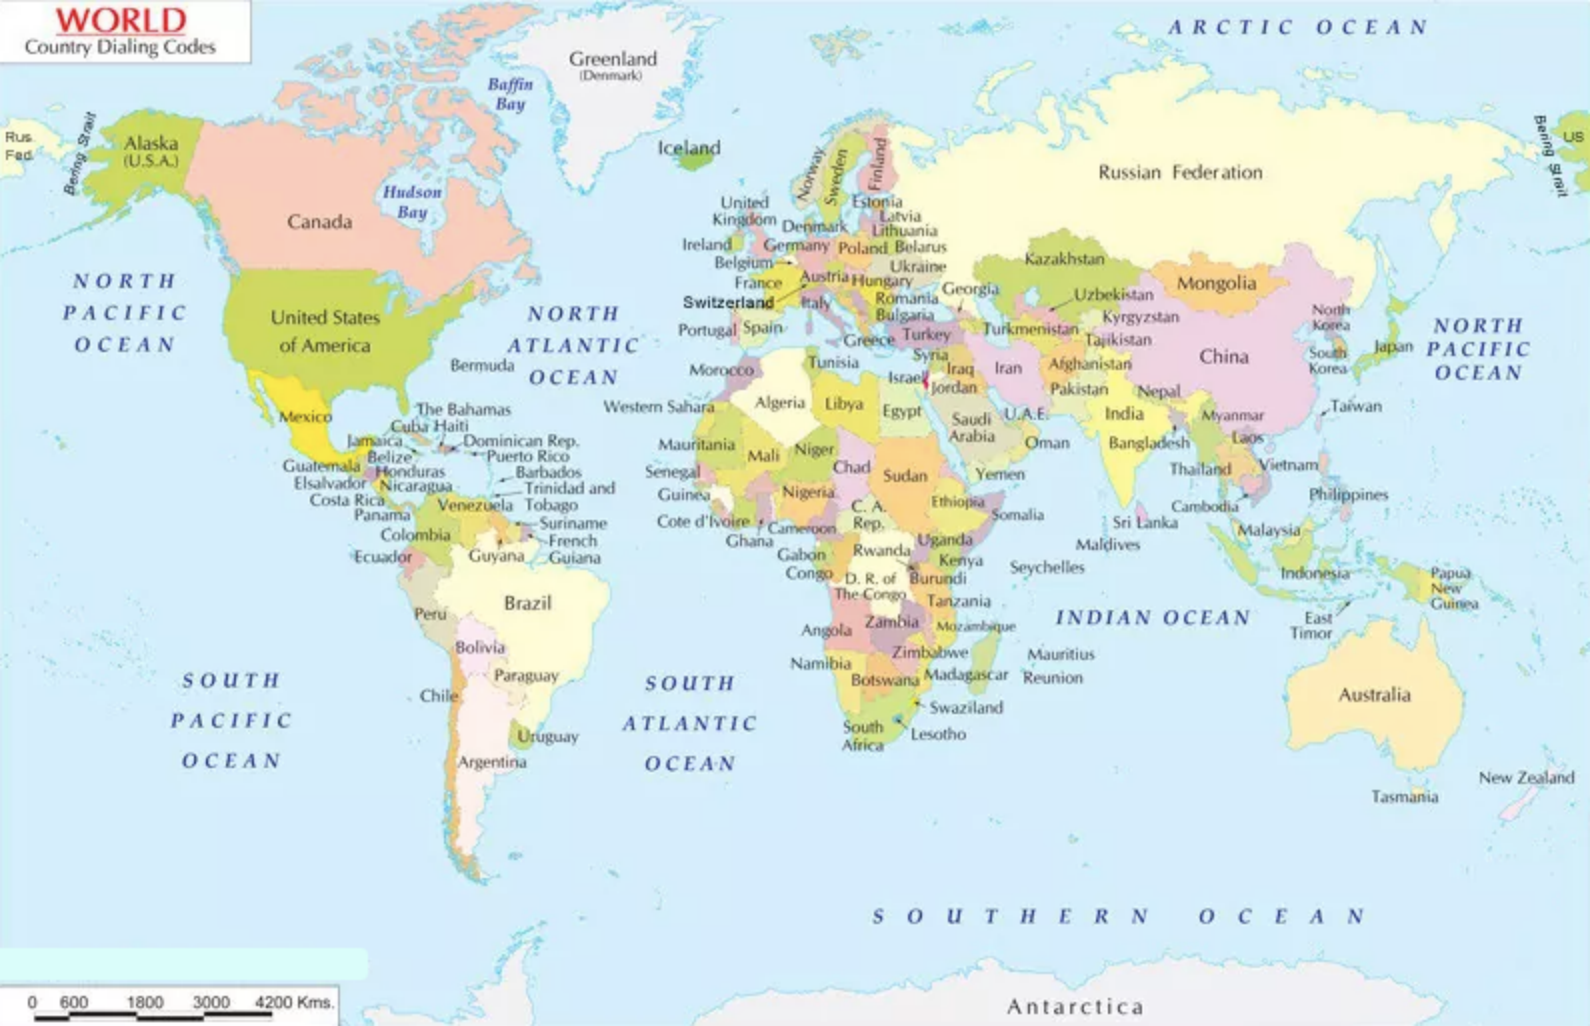 WORLD
Country Dialing Codes
ARCTIC OCEAN
Greenland
(Denmark)
Baffin
Bay
Rus.
Fed.
Bering Strait
Alaska
(U.S.A.)
Iceland
Hudson
Bay
Canada
Norway
Sweden
Finland
Russian Federation
Bering Strait
US
United
Kingdom
Estonia
Latvia
Lithuania
Denmark
Ireland
Germany
Poland
Belarus
Belgium
Ukraine
France
Austria
Hungary
Switzerland
Italy
Romania
Bulgaria
Portugal
Spain
Greece
Turkey
Georgia
Kazakhstan
Uzbekistan
Kyrgyzstan
Turkmenistan
Tajikistan
Mongolia
North
Korea
South
Korea
Japan
China
NORTH
PACIFIC
OCEAN
United States
of America
NORTH
ATLANTIC
OCEAN
NORTH
PACIFIC
OCEAN
Bermuda
Morocco
Tunisia
Syria
Israel
Iraq
Jordan
Iran
Afghanistan
Pakistan
Nepal
Mexico
Western Sahara
Algeria
Libya
Egypt
Saudi
Arabia
U.A.E.
Oman
India
Bangladesh
Myanmar
Laos
Taiwan
The Bahamas
Cuba
Haiti
Jamaica
Dominican Rep.
Belize
Puerto Rico
Guatemala
Honduras
Barbados
Elsalvador
Nicaragua
Trinidad and
Tobago
Costa Rica
Panama
Venezuela
Mauritania
Mali
Niger
Chad
Sudan
Yemen
Thailand
Vietnam
Senegal
Guinea
Nigeria
Ethiopia
Somalia
Cambodia
Philippines
Colombia
Suriname
French
Guiana
Guyana
Ecuador
Cote d'Ivoire
Ghana
Cameroon
C. A.
Rep.
Uganda
Kenya
Sri Lanka
Maldives
Malaysia
Gabon
Congo
Rwanda
Burundi
D. R. of
The Congo
Seychelles
Indonesia
Papua
New
Guinea
Brazil
Peru
Tanzania
INDIAN OCEAN
East
Timor
Angola
Zambia
Mozambique
Bolivia
Zimbabwe
Mauritius
Reunion
Namibia
Botswana
Madagascar
Paraguay
Chile
SOUTH
PACIFIC
OCEAN
SOUTH
ATLANTIC
OCEAN
Australia
Swaziland
South
Africa
Lesotho
Uruguay
Argentina
New Zealand
Tasmania
SOUTHERN OCEAN
0 600 1800 3000 4200 Kms.
Antarctica